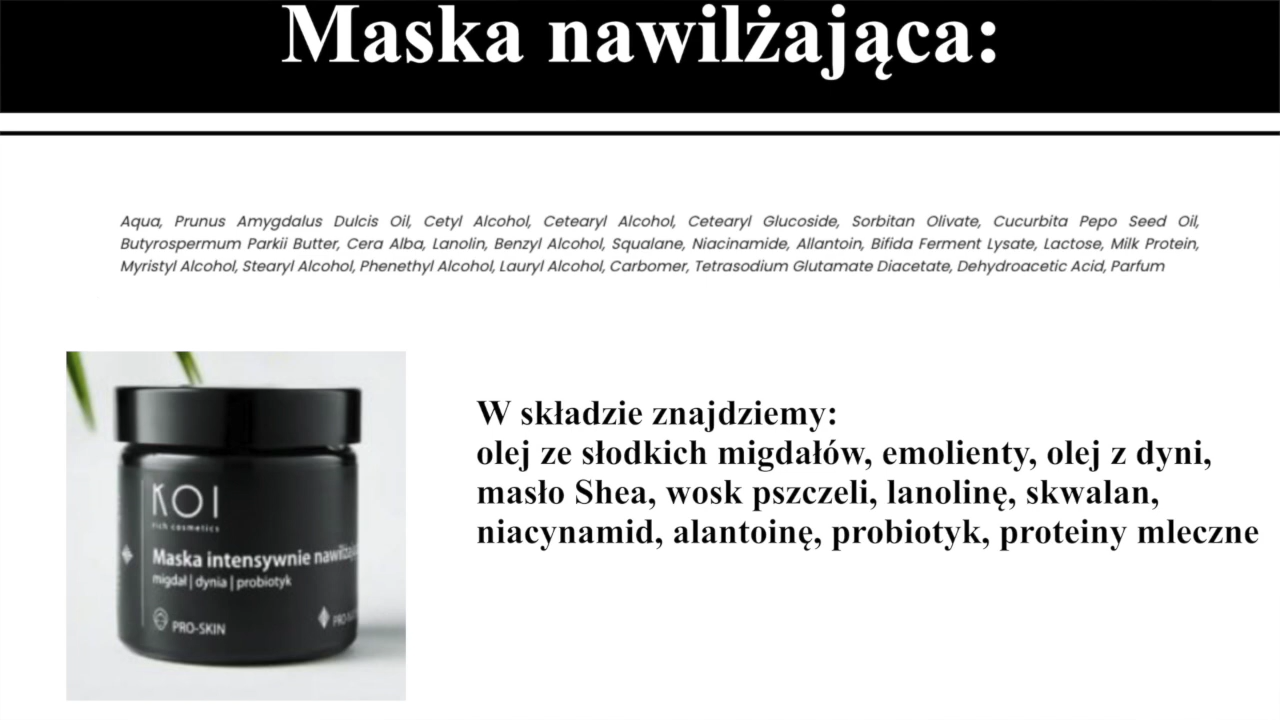 Maska nawilżająca:
Aqua, Prunus Amygdalus Dulcis Oil, Cetyl Alcohol, Cetearyl Alcohol, Cetearyl Glucoside, Sorbitan Olivate, Cucurbita Pepo Seed Oil,
Butyrospermum Parkii Butter, Cera Alba, Lanolin, Benzyl Alcohol, Squalane, Niacinamide, Allantoin, Bifida Ferment Lysate, Lactose, Milk Protein,
Myristyl Alcohol, Stearyl Alcohol, Phenethyl Alcohol, Lauryl Alcohol, Carbomer, Tetrasodium Glutamate Diacetate, Dehydroacetic Acid, Parfum
W składzie znajdziemy:
olej ze słodkich migdałów, emolienty, olej z dyni,
masło Shea, wosk pszczeli, lanolinę, skwalan,
niacynamid, alantoinę, probiotyk, proteiny mleczne
KOI
rich cosmetics
Maska intensywnie
migdał | dynia | probiotyk
PRO-SKIN